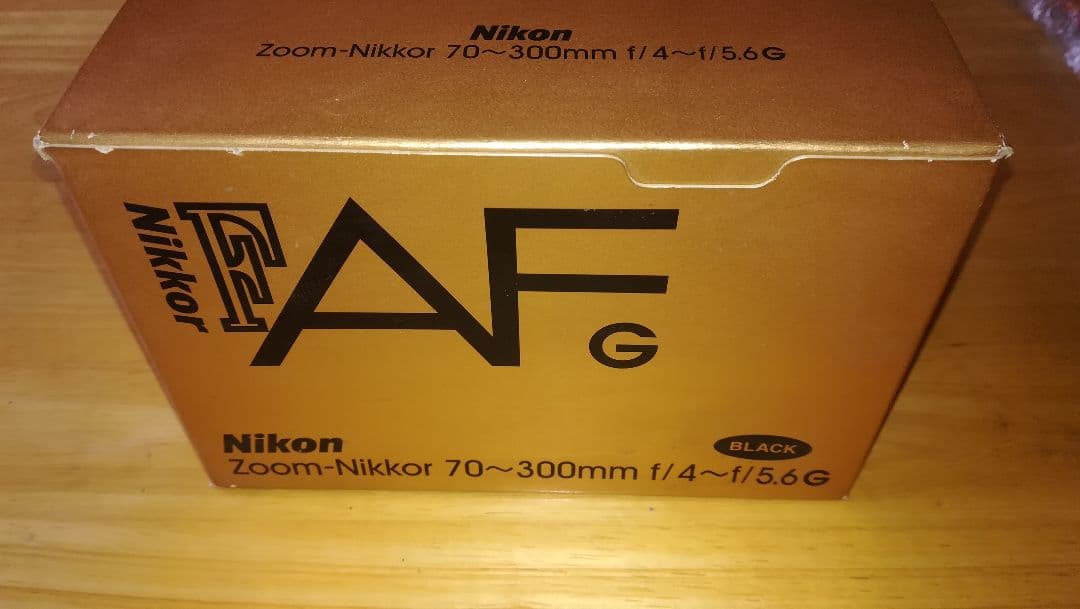 Nikon
Zoom-Nikkor 70~300mm f/4~f/5.6G
Nikkor
AF G
Nikon
BLACK
Zoom-Nikkor 70~300mm f/4~f/5.6G